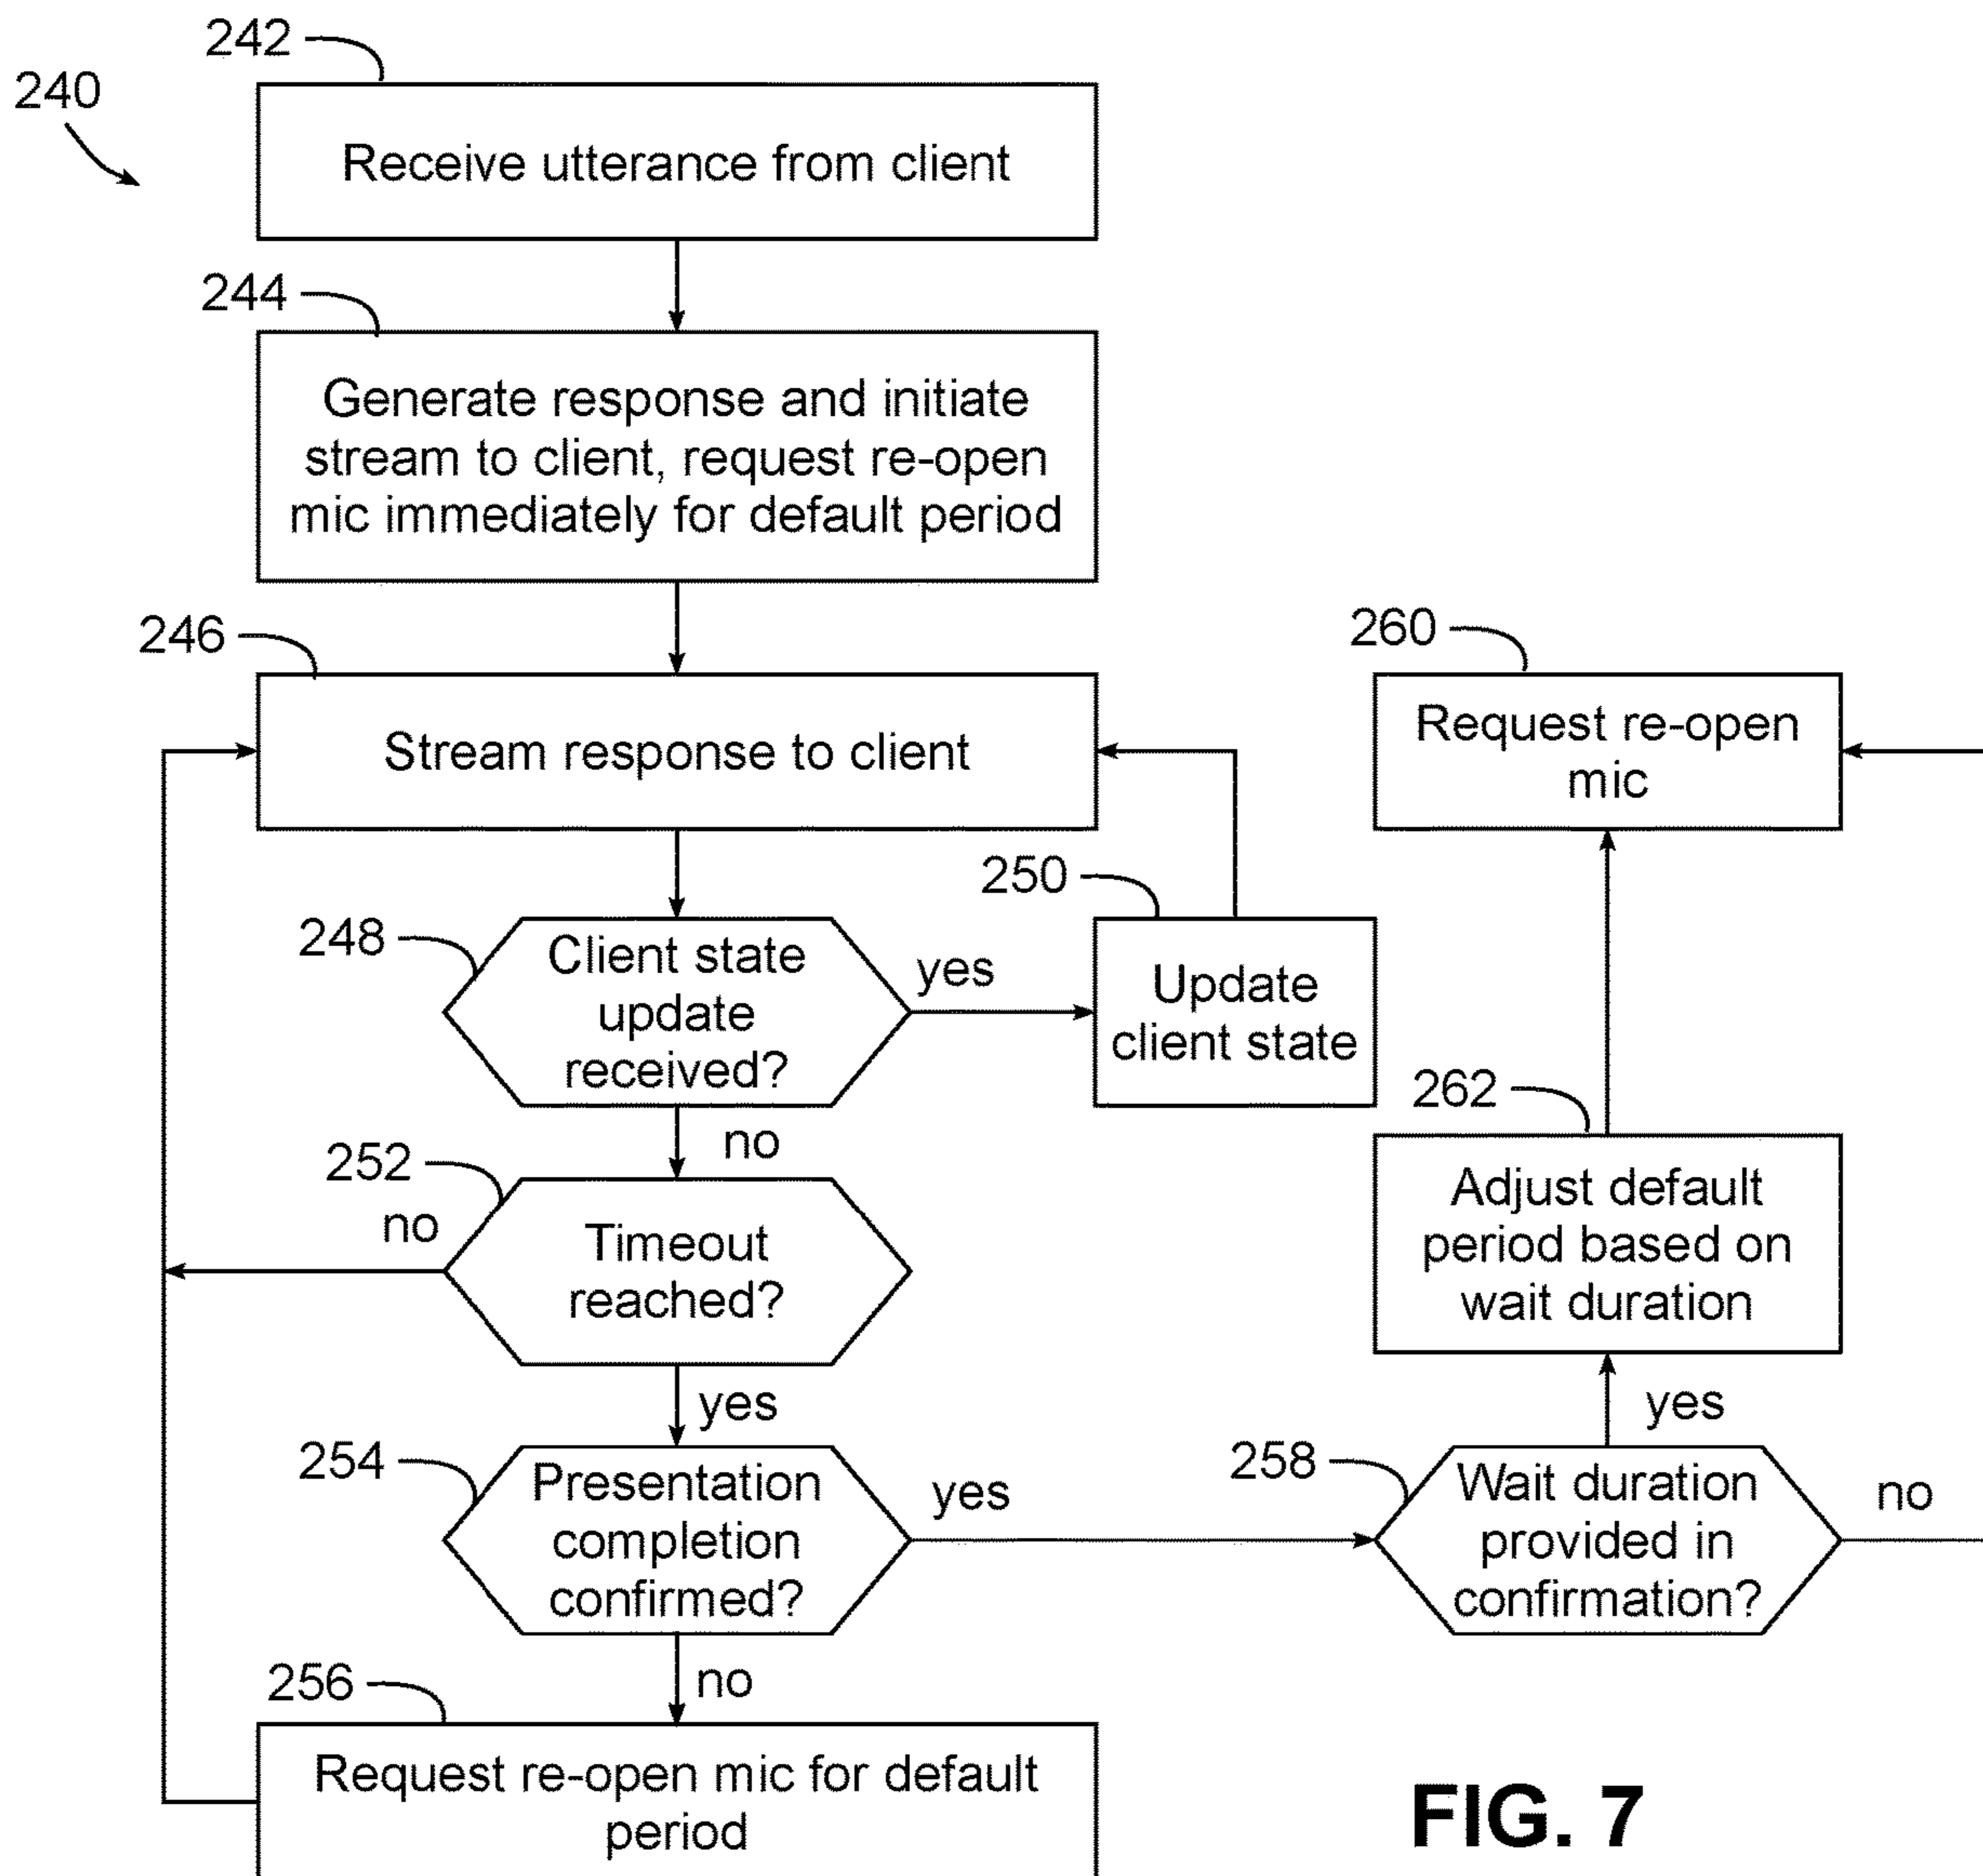 242
240
Receive utterance from client
244
Generate response and initiate
stream to client, request re-open
mic immediately for default period
246
Stream response to client
260
Request re-open
mic
248
Client state
update
received?
yes
250
Update
client state
no
252
no
Timeout
reached?
262
Adjust default
period based on
wait duration
yes
yes
254
Presentation
completion
confirmed?
yes
258
Wait duration
provided in
confirmation?
no
no
256
Request re-open mic for default
period
FIG. 7